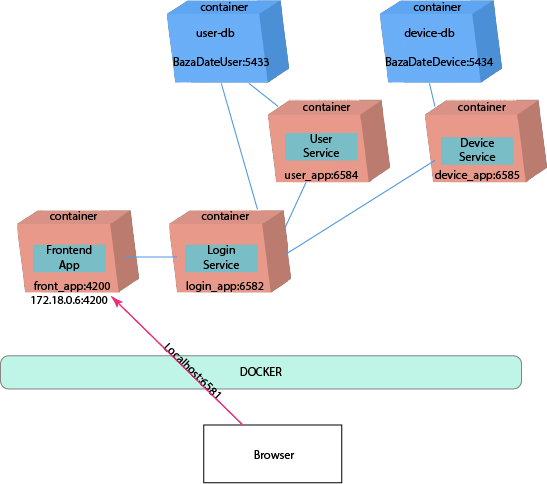 container
user-db
BazaDateUser:5433
container
device-db
BazaDateDevice:5434
container
User
Service
user_app:6584
container
Device
Service
device_app:6585
container
Frontend
App
front_app:4200
172.18.0.6:4200
container
Login
Service
login_app:6582
Localhost:6581
DOCKER
Browser